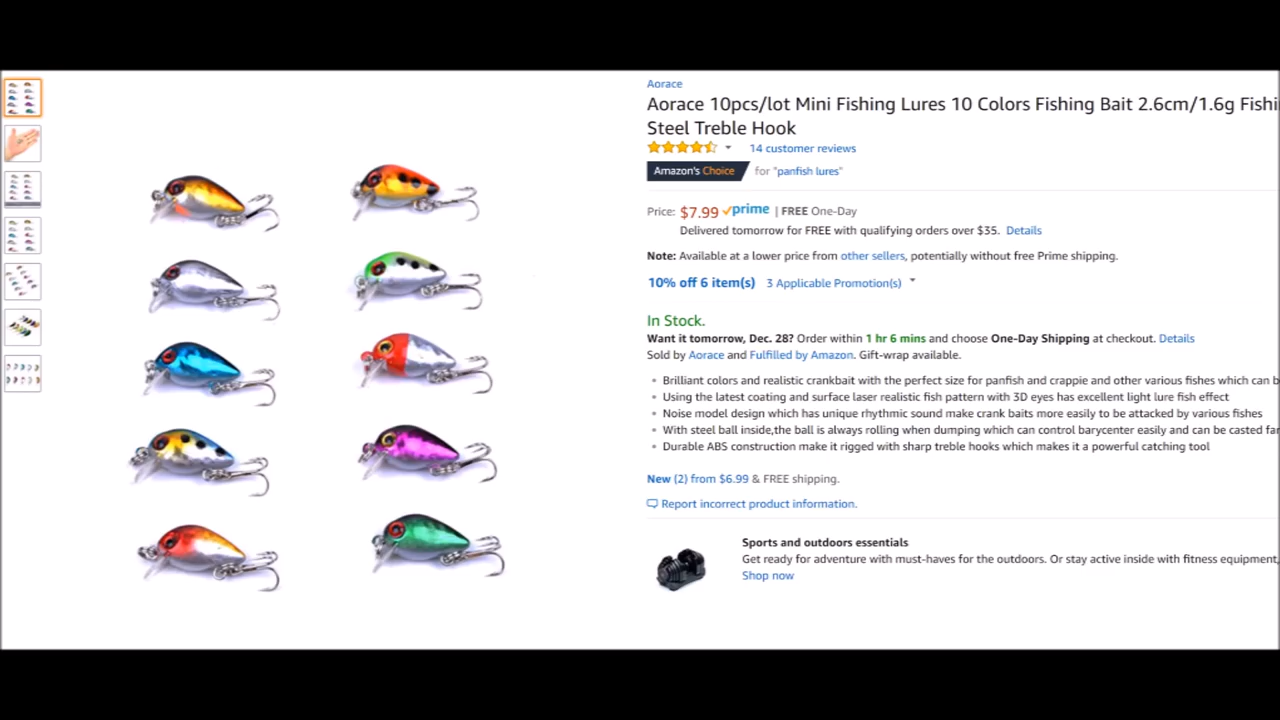 Aorace
Aorace 10pcs/lot Mini Fishing Lures 10 Colors Fishing Bait 2.6cm/1.6g Fishi
Steel Treble Hook
14 customer reviews
Amazon's Choice for "panfish lures"
Price: $7.99 prime | FREE One-Day
Delivered tomorrow for FREE with qualifying orders over $35. Details
Note: Available at a lower price from other sellers, potentially without free Prime shipping.
10% off 6 item(s) 3 Applicable Promotion(s)
In Stock.
Want it tomorrow, Dec. 28? Order within 1 hr 6 mins and choose One-Day Shipping at checkout. Details
Sold by Aorace and Fulfilled by Amazon. Gift-wrap available.
• Brilliant colors and realistic crankbait with the perfect size for panfish and crappie and other various fishes which can b
• Using the latest coating and surface laser realistic fish pattern with 3D eyes has excellent light lure fish effect
• Noise model design which has unique rhythmic sound make crank baits more easily to be attacked by various fishes
• With steel ball inside,the ball is always rolling when dumping which can control barycenter easily and can be casted far
• Durable ABS construction make it rigged with sharp treble hooks which makes it a powerful catching tool
New (2) from $6.99 & FREE shipping.
Report incorrect product information.
Sports and outdoors essentials
Get ready for adventure with must-haves for the outdoors. Or stay active inside with fitness equipment,
Shop now